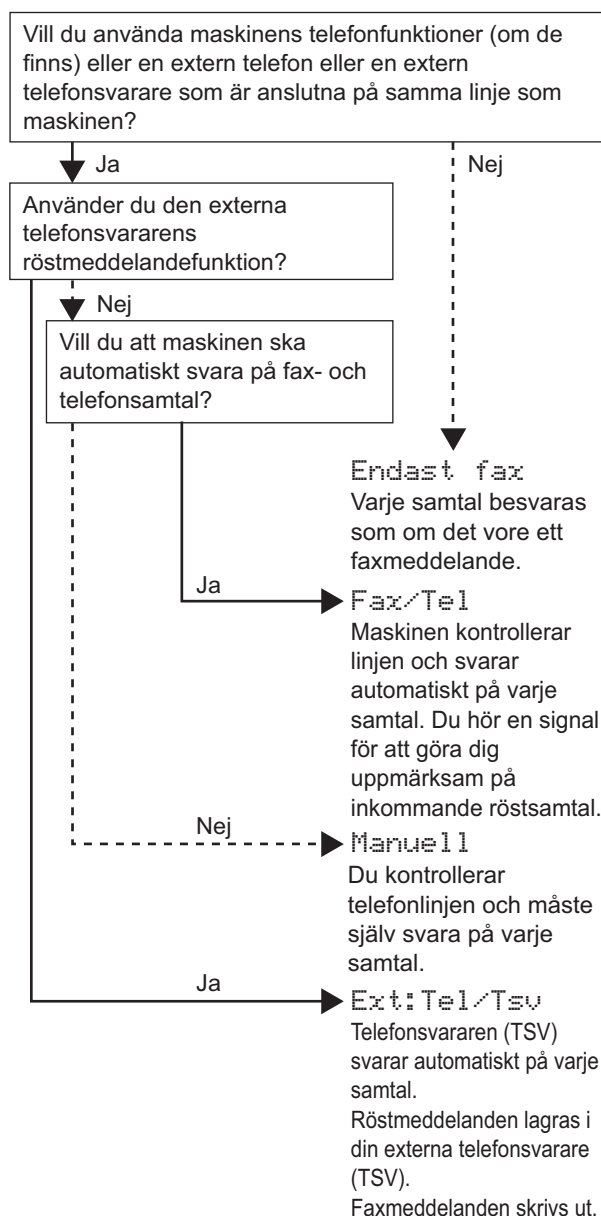 Vill du använda maskinens telefonfunktioner (om de
finns) eller en extern telefon eller en extern
telefonsvarare som är anslutna på samma linje som
maskinen?
Ja
Nej
Använder du den externa
telefonsvararens
röstmeddelandefunktion?
Nej
Vill du att maskinen ska
automatiskt svara på fax- och
telefonsamtal?
Endast fax
Varje samtal besvaras
som om det vore ett
faxmeddelande.
Ja
Fax/Tel
Maskinen kontrollerar
linjen och svarar
automatiskt på varje
samtal. Du hör en signal
för att göra dig
uppmärksam på
inkommande röstsamtal.
Nej
Manuell
Du kontrollerar
telefonlinjen och måste
själv svara på varje
samtal.
Ja
Ext:Tel/Tsv
Telefonsvararen (TSV)
svarar automatiskt på varje
samtal.
Röstmeddelanden lagras i
din externa telefonsvarare
(TSV).
Faxmeddelanden skrivs ut.